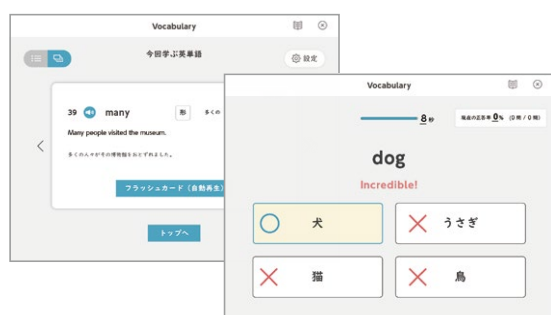 Vocabulary
今回学ぶ英単語
設定
39 many 形 多くの
Many people visited the museum.
多くの人々がその博物館をおとずれました。
フラッシュカード(自動再生)
トップへ
Vocabulary
8秒
現在の正答率 0% (0問 / 0問)
dog
Incredible!
犬
うさぎ
猫
鳥